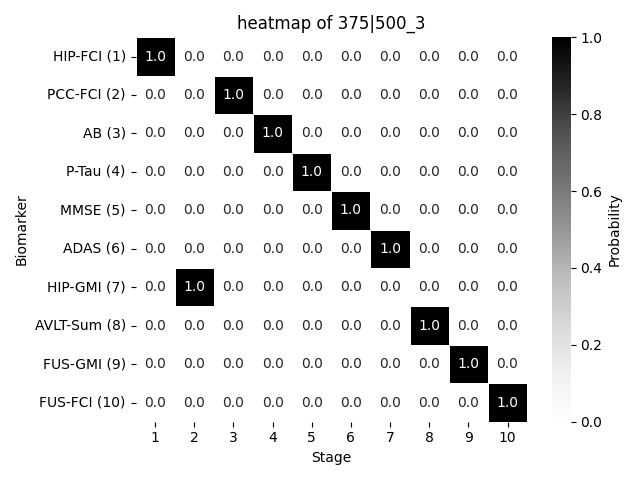 heatmap of 375|500_3
HIP-FCI (1) 1.0 0.0 0.0 0.0 0.0 0.0 0.0 0.0 0.0 0.0
PCC-FCI (2) 0.0 0.0 1.0 0.0 0.0 0.0 0.0 0.0 0.0 0.0
AB (3) 0.0 0.0 0.0 1.0 0.0 0.0 0.0 0.0 0.0 0.0
P-Tau (4) 0.0 0.0 0.0 0.0 1.0 0.0 0.0 0.0 0.0 0.0
MMSE (5) 0.0 0.0 0.0 0.0 0.0 1.0 0.0 0.0 0.0 0.0
ADAS (6) 0.0 0.0 0.0 0.0 0.0 0.0 1.0 0.0 0.0 0.0
HIP-GMI (7) 0.0 1.0 0.0 0.0 0.0 0.0 0.0 0.0 0.0 0.0
AVLT-Sum (8) 0.0 0.0 0.0 0.0 0.0 0.0 0.0 1.0 0.0 0.0
FUS-GMI (9) 0.0 0.0 0.0 0.0 0.0 0.0 0.0 0.0 1.0 0.0
FUS-FCI (10) 0.0 0.0 0.0 0.0 0.0 0.0 0.0 0.0 0.0 1.0
1 2 3 4 5 6 7 8 9 10
Stage
Biomarker
1.0
0.8
0.6
0.4
0.2
0.0
Probability